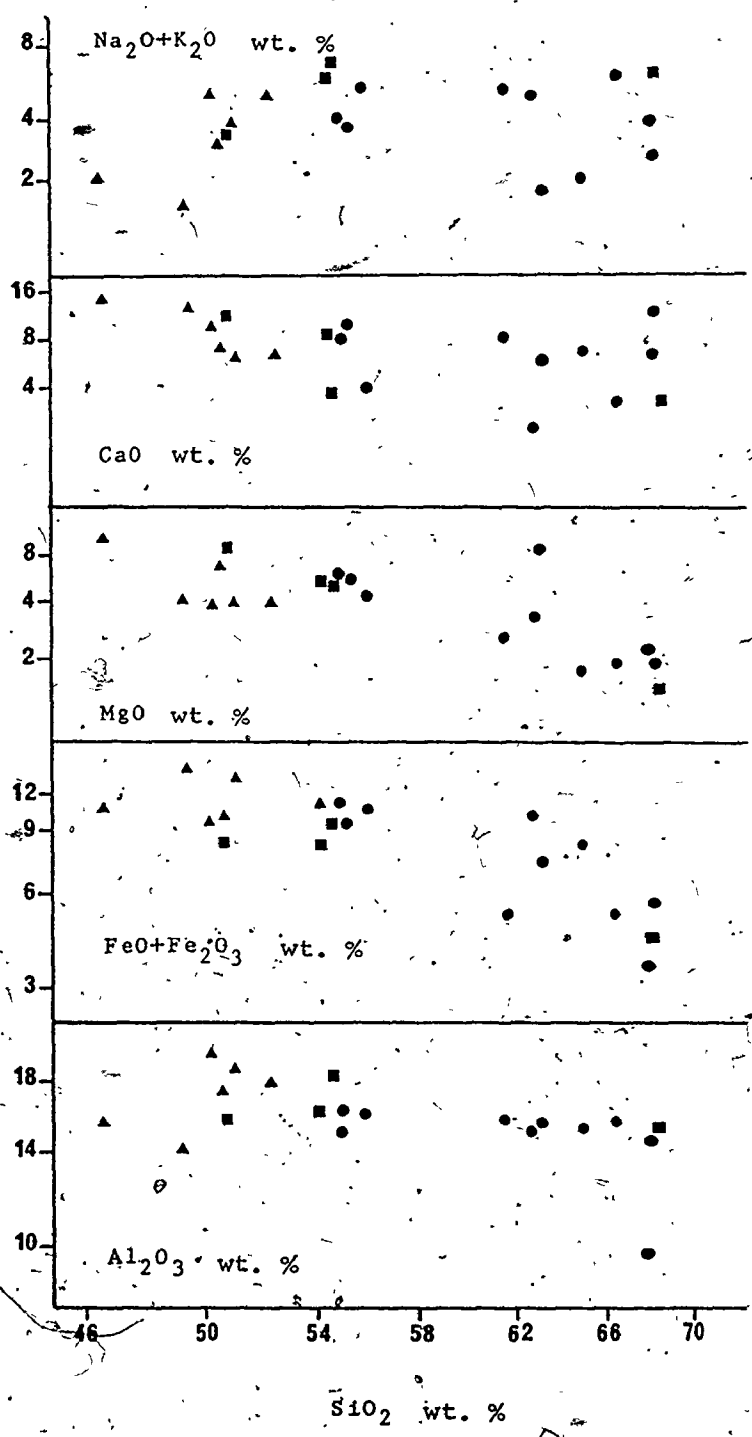 Na₂O+K₂O wt. %
8
4
2
16
8
4
CaO wt. %
8
4
2
MgO wt. %
12
9
6
3
FeO+Fe₂O₃ wt. %
18
14
10
Al₂O₃ wt. %
46 50 54 58 62 66 70
SiO₂ wt. %